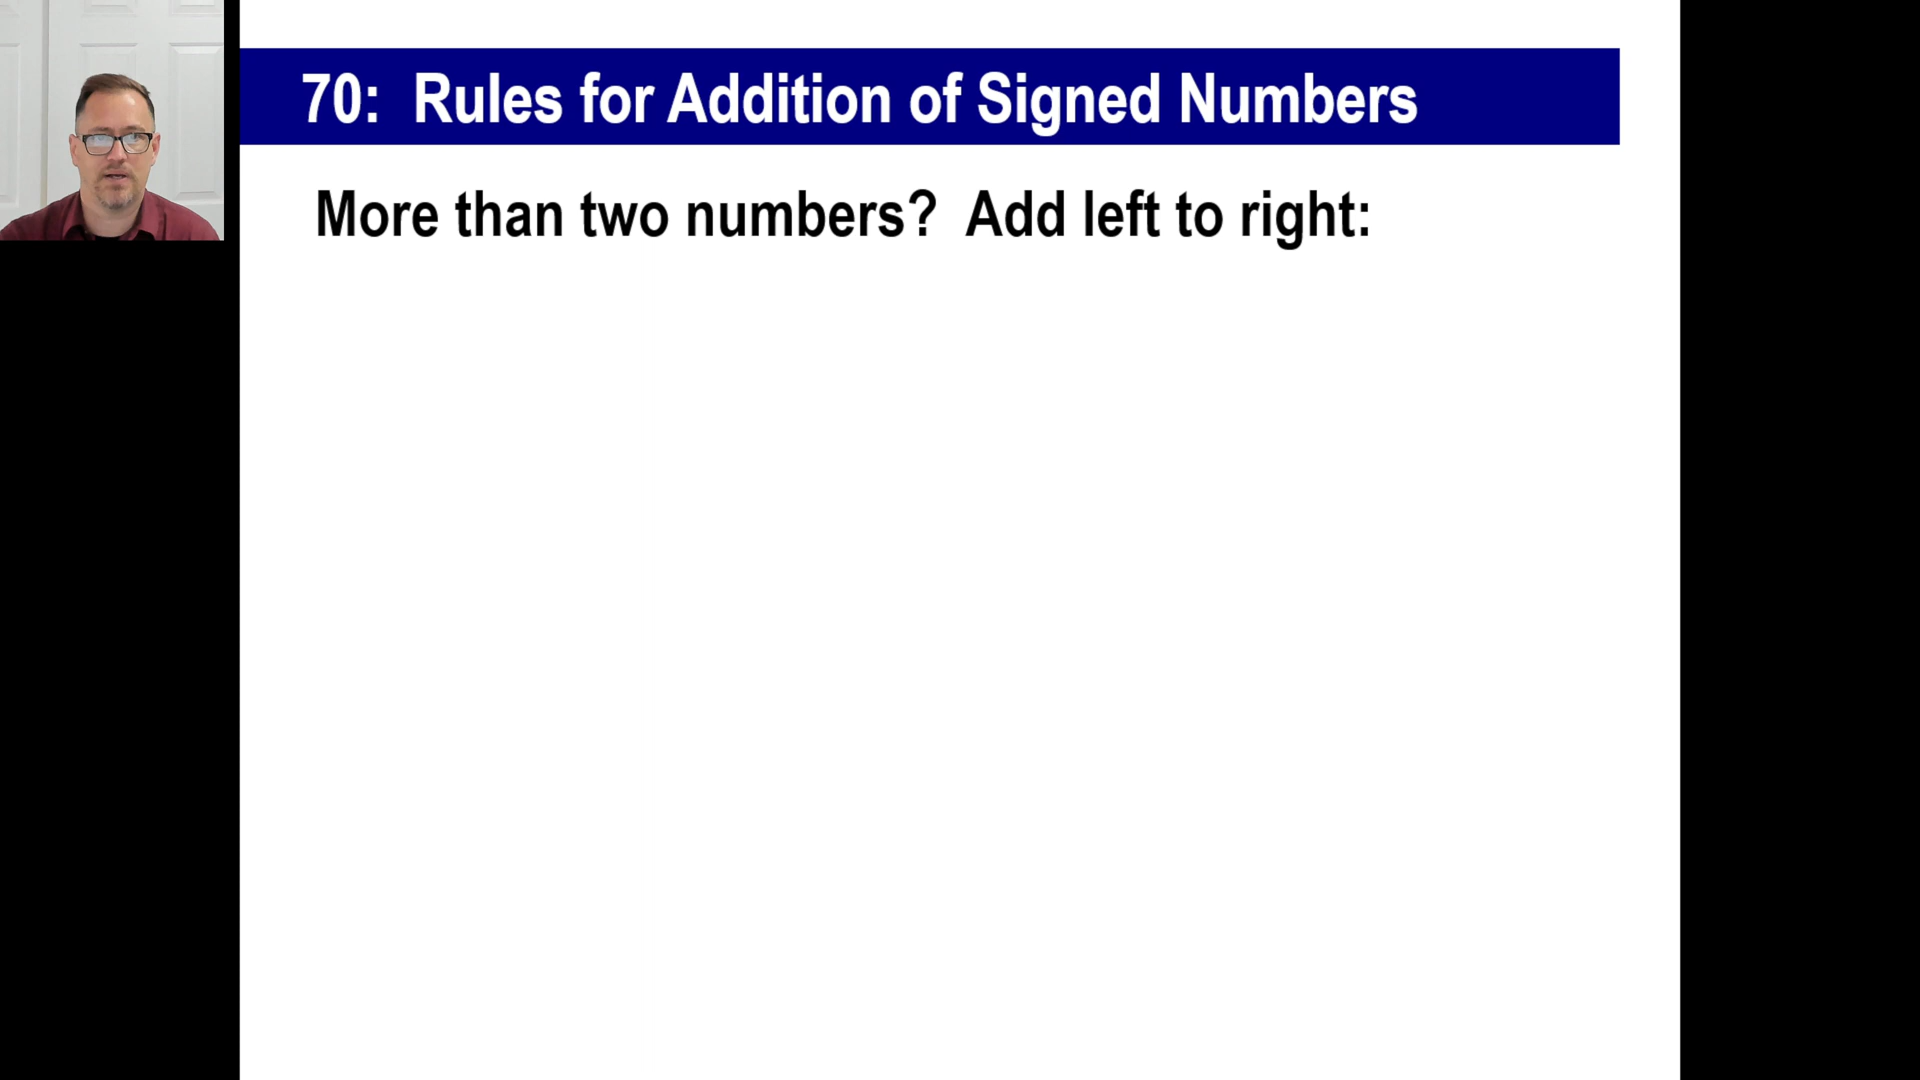 70: Rules for Addition of Signed Numbers
More than two numbers? Add left to right: